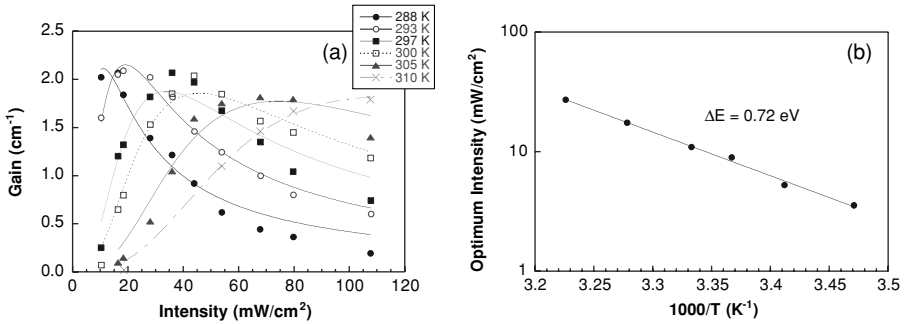 288 K
293 K
297 K
300 K
305 K
310 K
(a)
2.5
2.0
1.5
1.0
0.5
0.0
Gain (cm⁻¹)
0 20 40 60 80 100 120
Intensity (mW/cm²)
(b)
100
10
1
Optimum Intensity (mW/cm²)
ΔE = 0.72 eV
3.2 3.25 3.3 3.35 3.4 3.45 3.5
1000/T (K⁻¹)